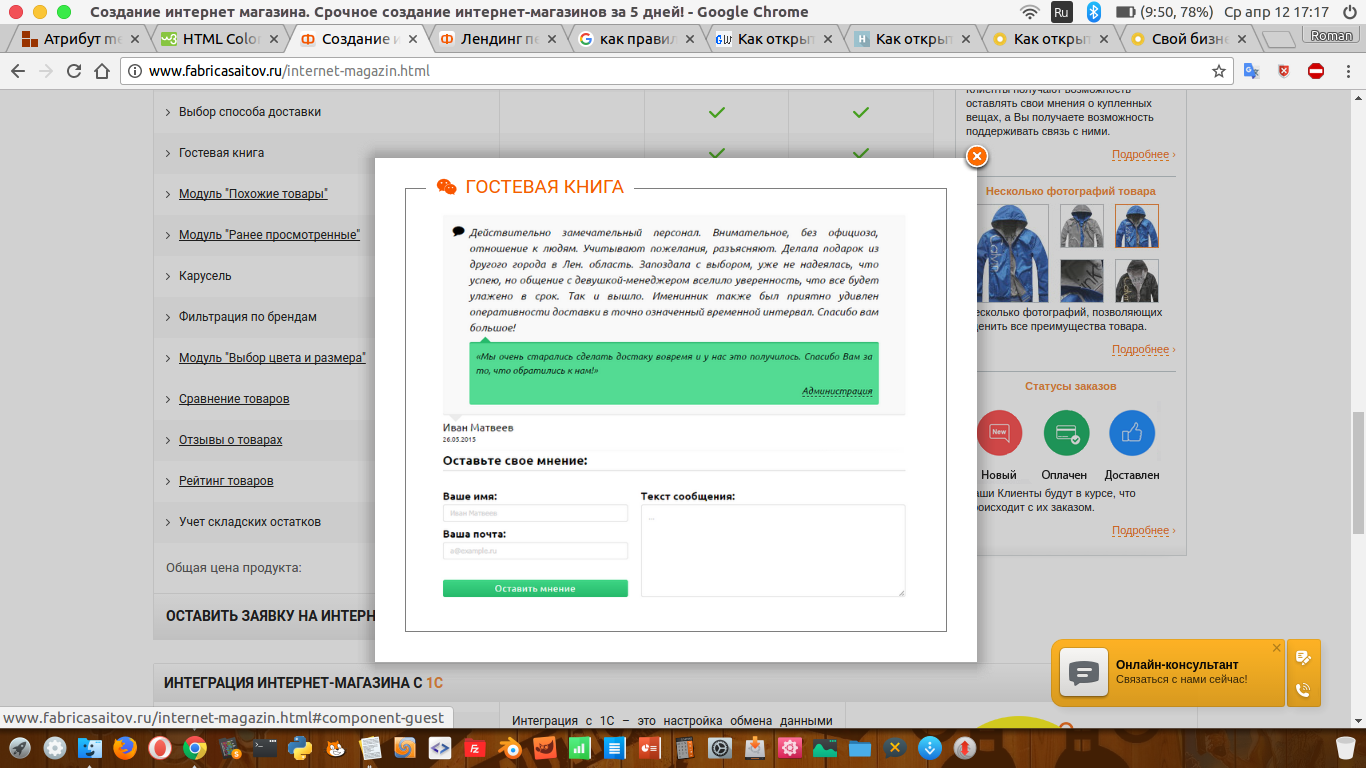 Создание интернет магазина. Срочное создание интернет-магазинов за 5 дней! - Google Chrome
Ru
(9:50, 78%)
Ср апр 12 17:17
Атрибут me
HTML Colo
Создание и
Лендинг пе
как правил
Как открыт
Как открыт
Как открыт
Свой бизне
Roman
www.fabricasaitov.ru/internet-magazin.html
Выбор способа доставки
Гостевая книга
Модуль "Похожие товары"
Модуль "Ранее просмотренные"
Карусель
Фильтрация по брендам
Модуль "Выбор цвета и размера"
Сравнение товаров
Отзывы о товарах
Рейтинг товаров
Учет складских остатков
Общая цена продукта:
ОСТАВИТЬ ЗАЯВКУ НА ИНТЕРН
ИНТЕГРАЦИЯ ИНТЕРНЕТ-МАГАЗИНА С 1С
Интеграция с 1С – это настройка обмена данными
www.fabricasaitov.ru/internet-magazin.html#component-guest
ГОСТЕВАЯ КНИГА
Действительно замечательный персонал. Внимательное, без официоза,
отношение к людям. Учитывают пожелания, разъясняют. Делала подарок из
другого города в Лен. область. Запоздала с выбором, уже не надеялась, что
успею, но общение с девушкой-менеджером вселило уверенность, что все будет
улажено в срок. Так и вышло. Именинник также был приятно удивлен
оперативности доставки в точно означенный временной интервал. Спасибо вам
большое!
«Мы очень старались сделать достаку вовремя и у нас это получилось. Спасибо Вам за
то, что обратились к нам!»
Администрация
Иван Матвеев
26.05.2015
Оставьте свое мнение:
Ваше имя:
Иван Матвеев
Ваша почта:
a@example.ru
Оставить мнение
Текст сообщения:
...
Клиенты получают возможность
оставлять свои мнения о купленных
вещах, а Вы получаете возможность
поддерживать связь с ними.
Подробнее ›
Несколько фотографий товара
есколько фотографий, позволяющих
ценить все преимущества товара.
Подробнее ›
Статусы заказов
New
Новый
Оплачен
Доставлен
аши Клиенты будут в курсе, что
роисходит с их заказом.
Подробнее ›
Онлайн-консультант
Связаться с нами сейчас!